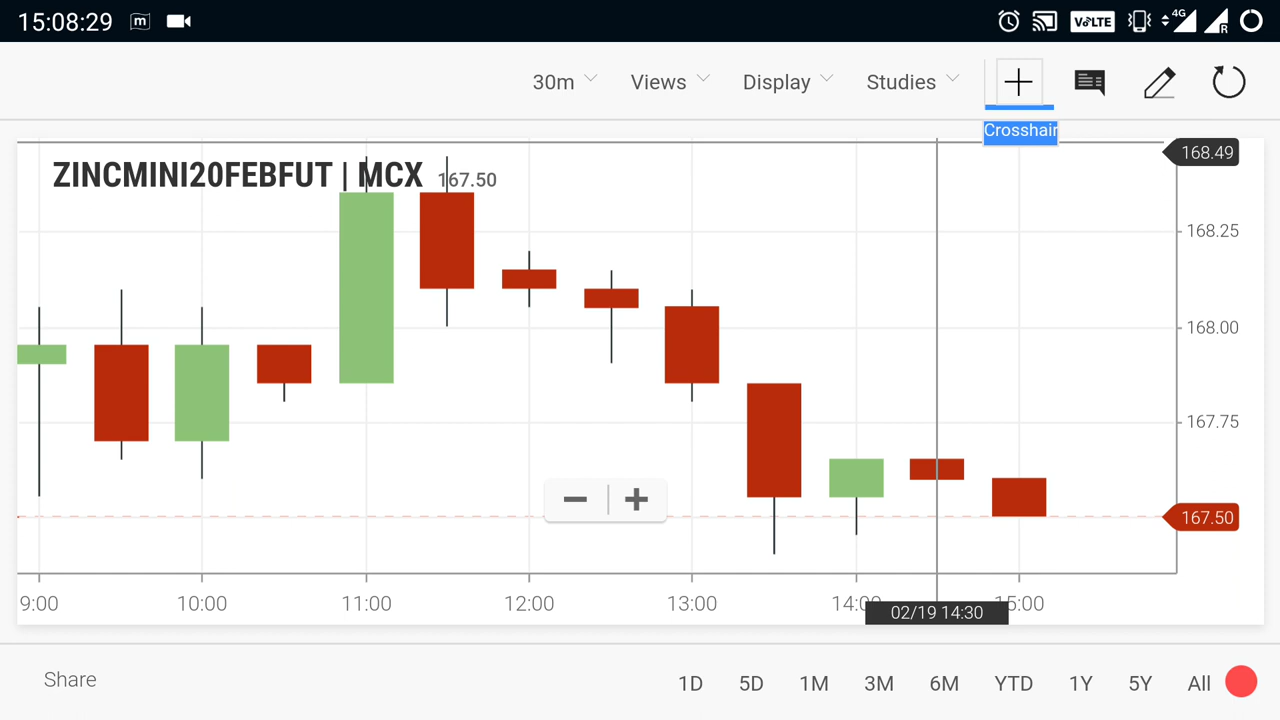 15:08:29 m VoLTE 4G R
30m Views Display Studies
Crosshair
ZINCMINI20FEBFUT | MCX 167.50
168.49
168.25
168.00
167.75
167.50
9:00 10:00 11:00 12:00 13:00 14:00 15:00
02/19 14:30
Share 1D 5D 1M 3M 6M YTD 1Y 5Y All